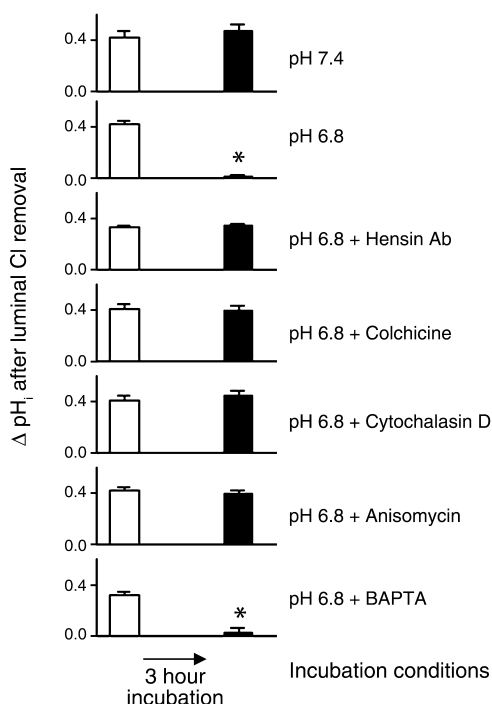 0.4
0.0
pH 7.4
0.4
0.0
*
pH 6.8
0.4
0.0
pH 6.8 + Hensin Ab
0.4
0.0
pH 6.8 + Colchicine
0.4
0.0
pH 6.8 + Cytochalasin D
0.4
0.0
pH 6.8 + Anisomycin
0.4
0.0
*
pH 6.8 + BAPTA
Δ pHi after luminal Cl removal
3 hour
incubation
Incubation conditions